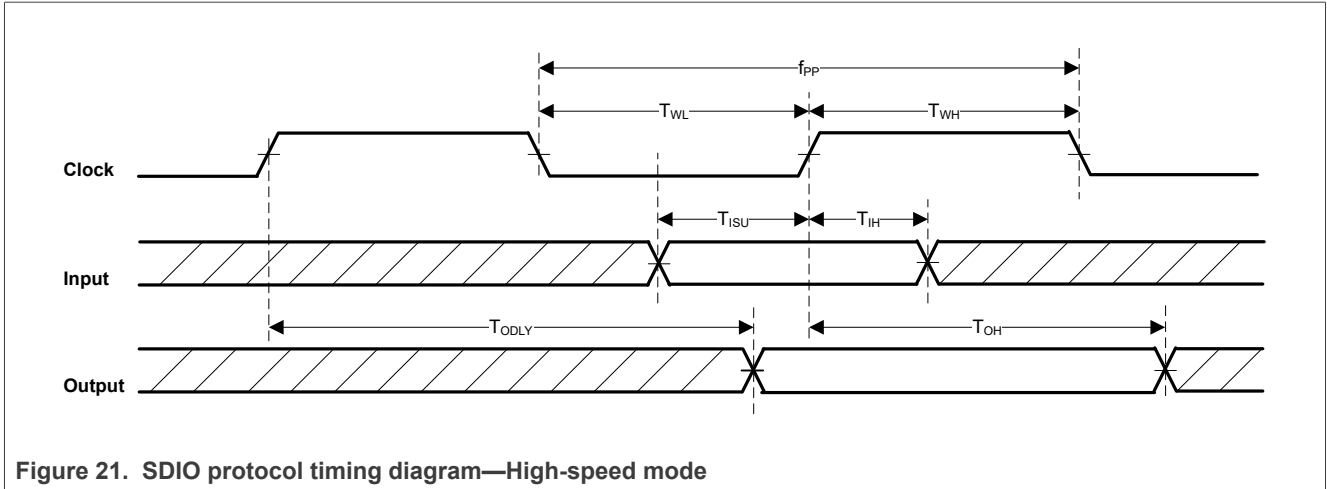 fPP
TWL TWH
Clock
TISU TIH
Input
TODLY TOH
Output
Figure 21. SDIO protocol timing diagram—High-speed mode